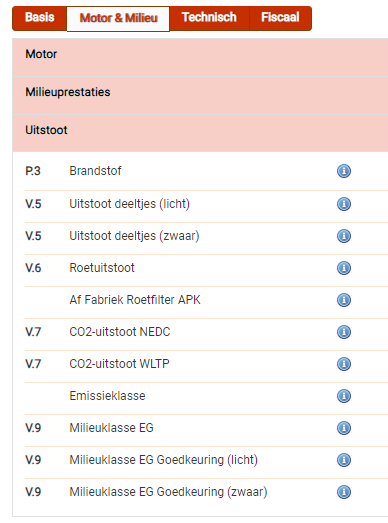 Basis Motor & Milieu Technisch Fiscaal
Motor
Milieuprestaties
Uitstoot
P.3 Brandstof
V.5 Uitstoot deeltjes (licht)
V.5 Uitstoot deeltjes (zwaar)
V.6 Roetuitstoot
Af Fabriek Roetfilter APK
V.7 CO2-uitstoot NEDC
V.7 CO2-uitstoot WLTP
Emissieklasse
V.9 Milieuklasse EG
V.9 Milieuklasse EG Goedkeuring (licht)
V.9 Milieuklasse EG Goedkeuring (zwaar)